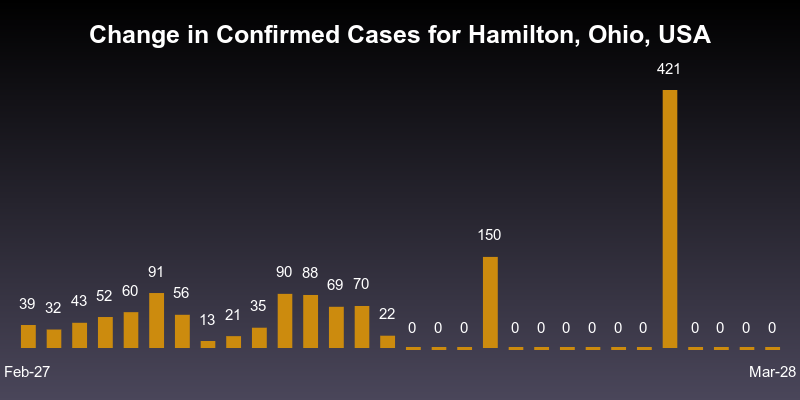 Change in Confirmed Cases for Hamilton, Ohio, USA
39 32 43 52 60 91 56 13 21 35 90 88 69 70 22 0 0 0 150 0 0 0 0 0 0 421 0 0 0 0
Feb-27 Mar-28